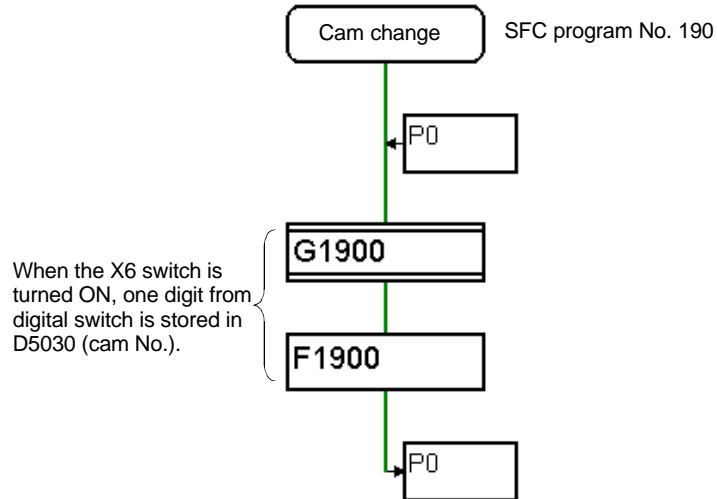 Cam change
SFC program No. 190
P0
G1900
When the X6 switch is
turned ON, one digit from
digital switch is stored in
D5030 (cam No.).
F1900
P0